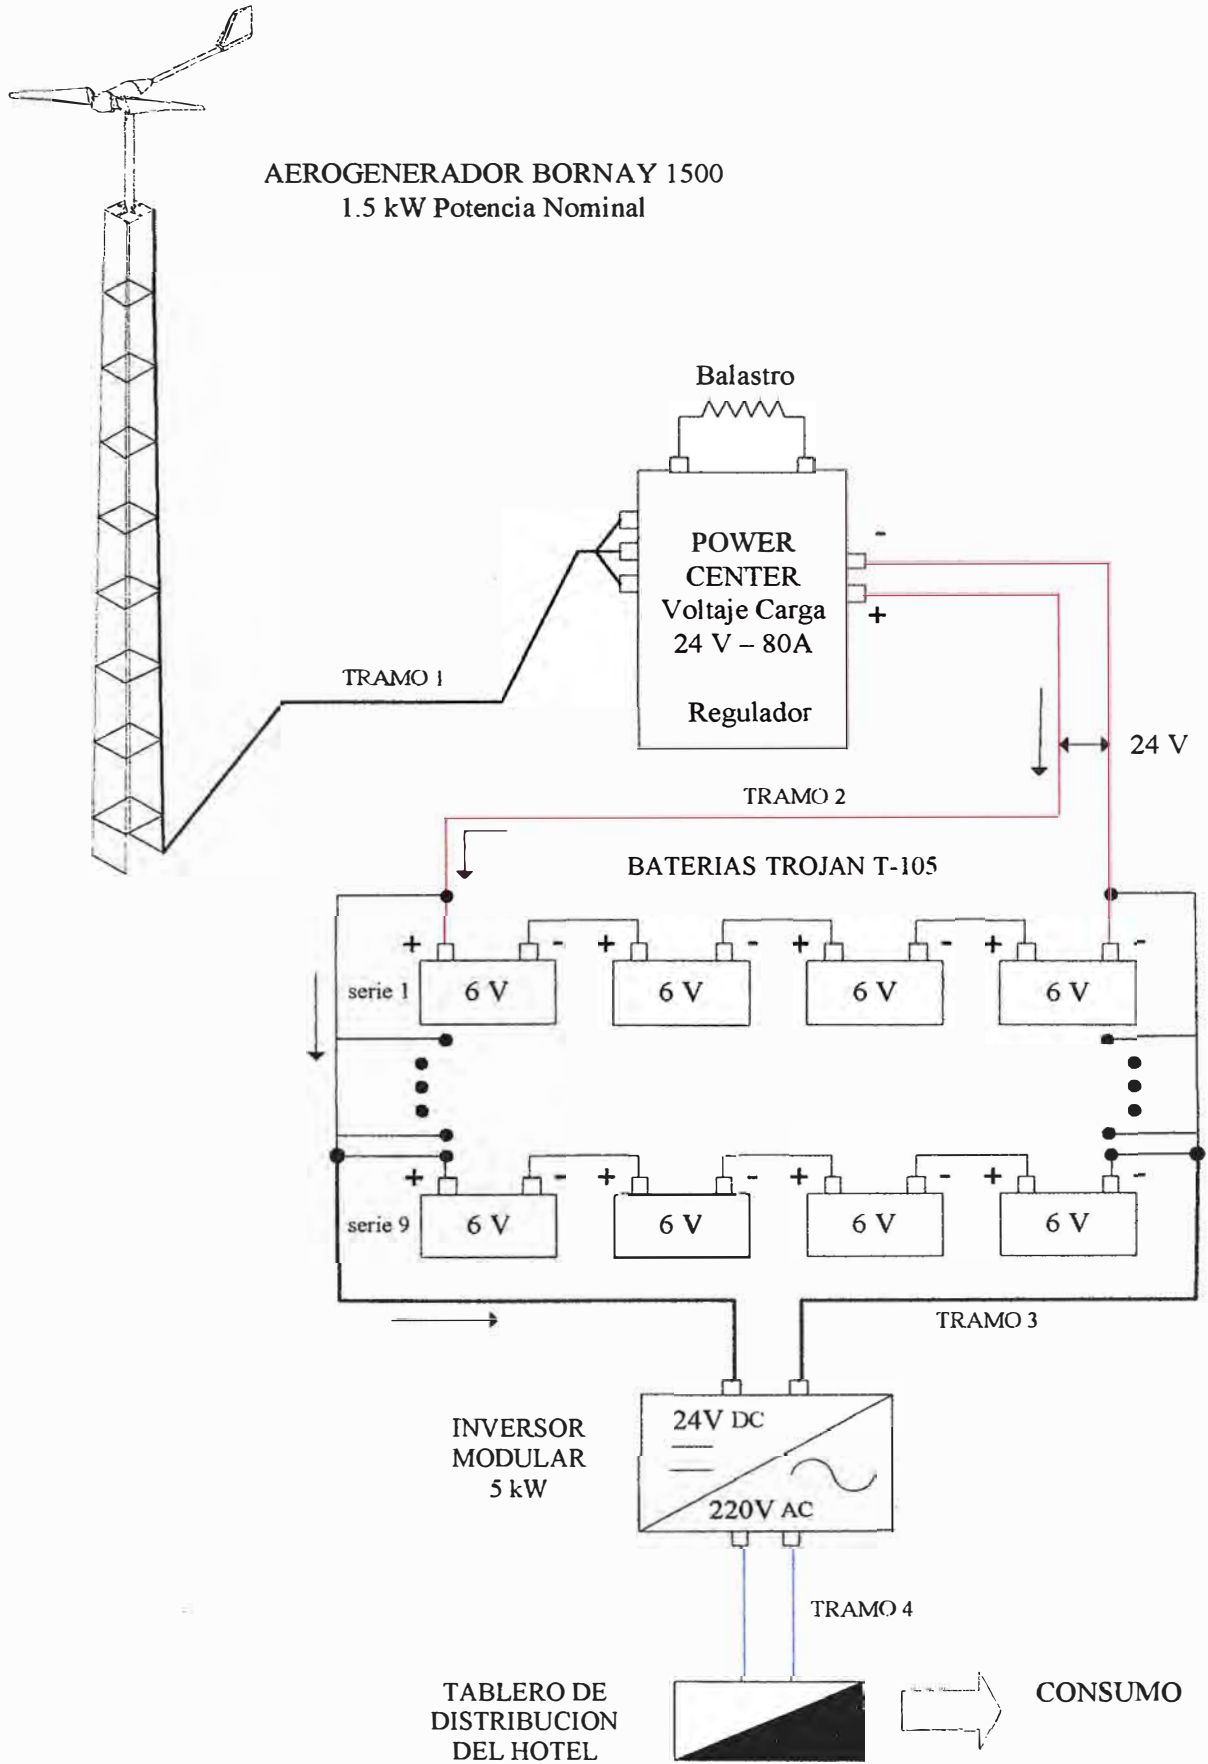 AEROGENERADOR BORNAY 1500
1.5 kW Potencia Nominal
Balastro
POWER
CENTER
Voltaje Carga
24 V – 80A
Regulador
-
+
TRAMO 1
24 V
TRAMO 2
BATERIAS TROJAN T-105
+ - + - + - + -
serie 1 6 V 6 V 6 V 6 V
+ - + - + - + -
serie 9 6 V 6 V 6 V 6 V
TRAMO 3
INVERSOR
MODULAR
5 kW
24V DC
220V AC
TRAMO 4
TABLERO DE
DISTRIBUCION
DEL HOTEL
CONSUMO